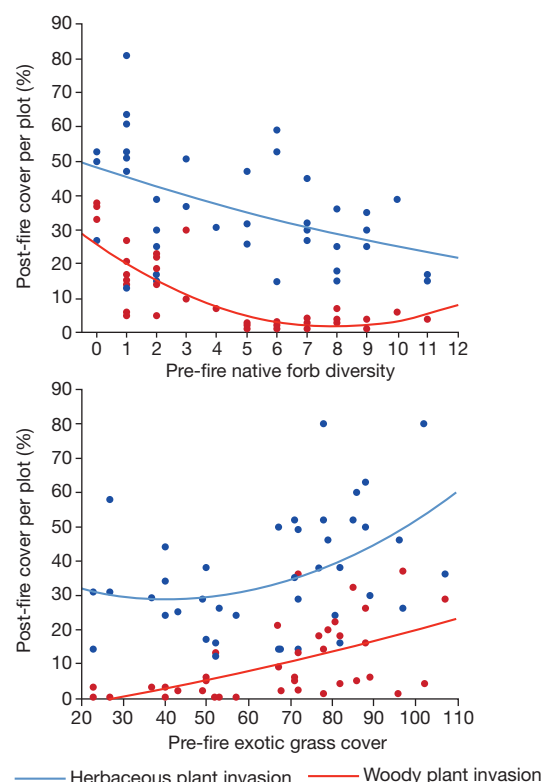 90
80
70
60
50
40
30
20
10
0
Post-fire cover per plot (%)
0 1 2 3 4 5 6 7 8 9 10 11 12
Pre-fire native forb diversity
90
80
70
60
50
40
30
20
10
0
Post-fire cover per plot (%)
20 30 40 50 60 70 80 90 100 110
Pre-fire exotic grass cover
Herbaceous plant invasion Woody plant invasion